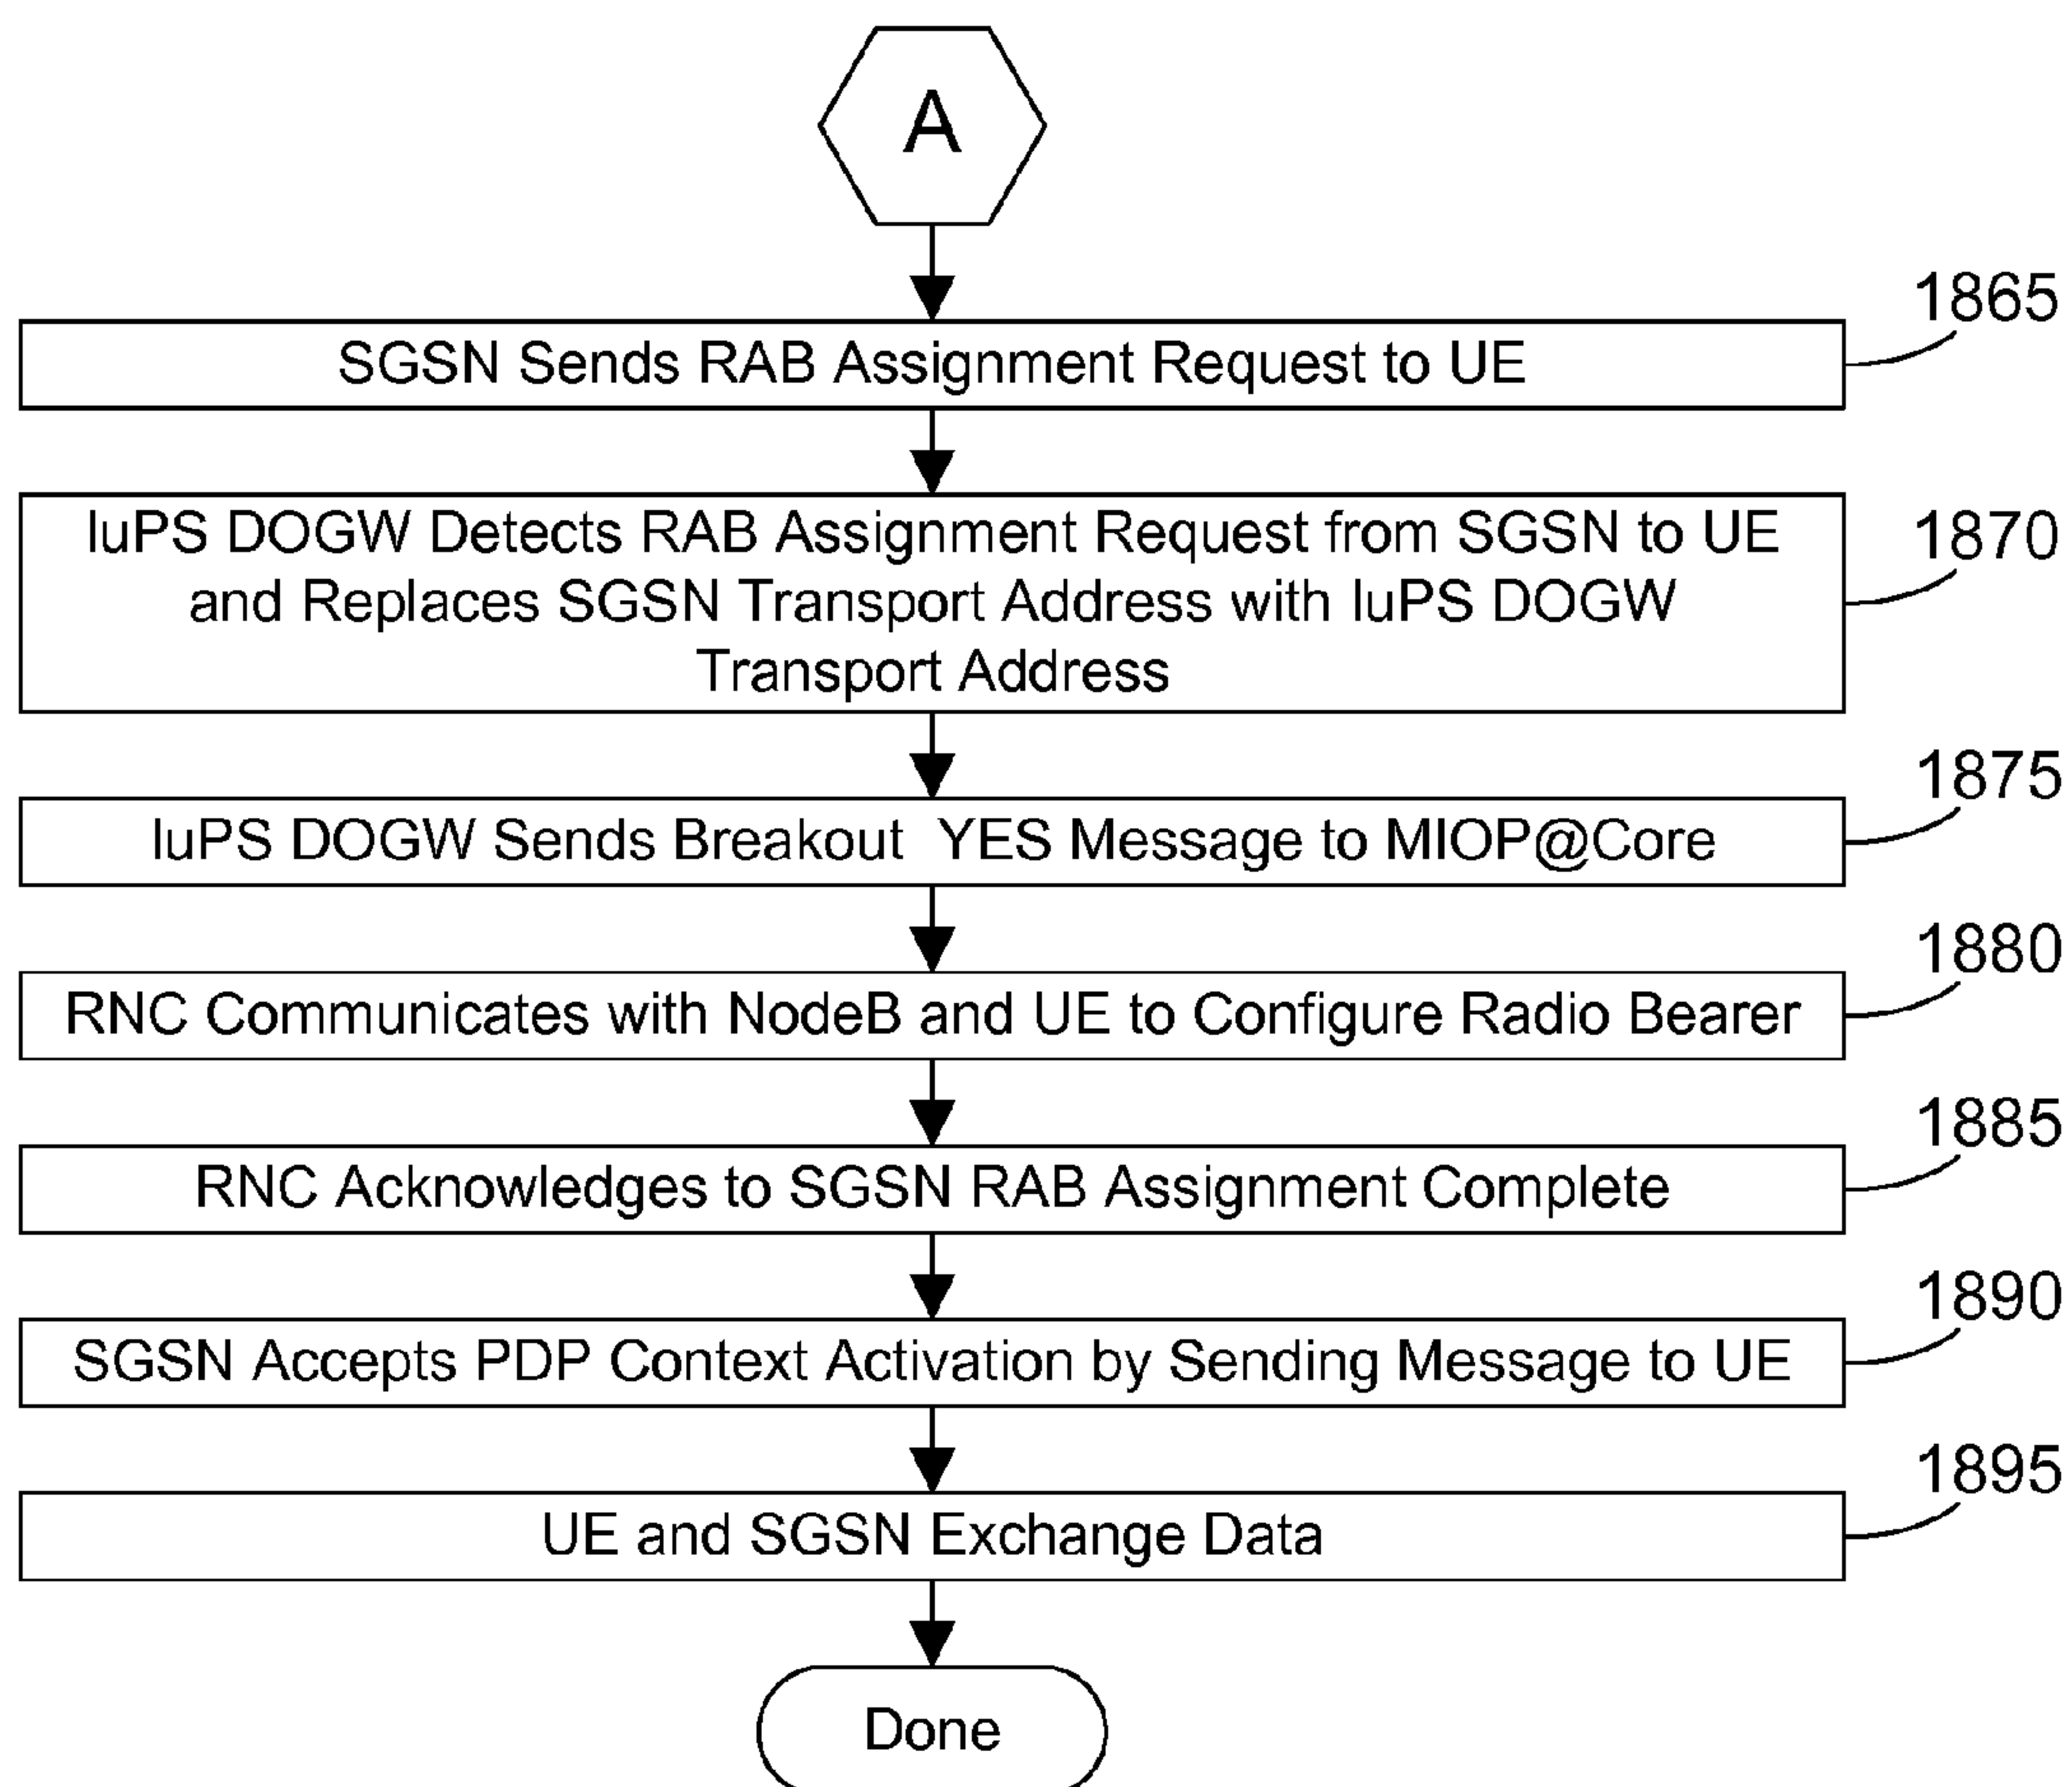 A
1865
SGSN Sends RAB Assignment Request to UE
IuPS DOGW Detects RAB Assignment Request from SGSN to UE
and Replaces SGSN Transport Address with IuPS DOGW
Transport Address
1870
1875
IuPS DOGW Sends Breakout YES Message to MIOP@Core
1880
RNC Communicates with NodeB and UE to Configure Radio Bearer
1885
RNC Acknowledges to SGSN RAB Assignment Complete
1890
SGSN Accepts PDP Context Activation by Sending Message to UE
1895
UE and SGSN Exchange Data
Done